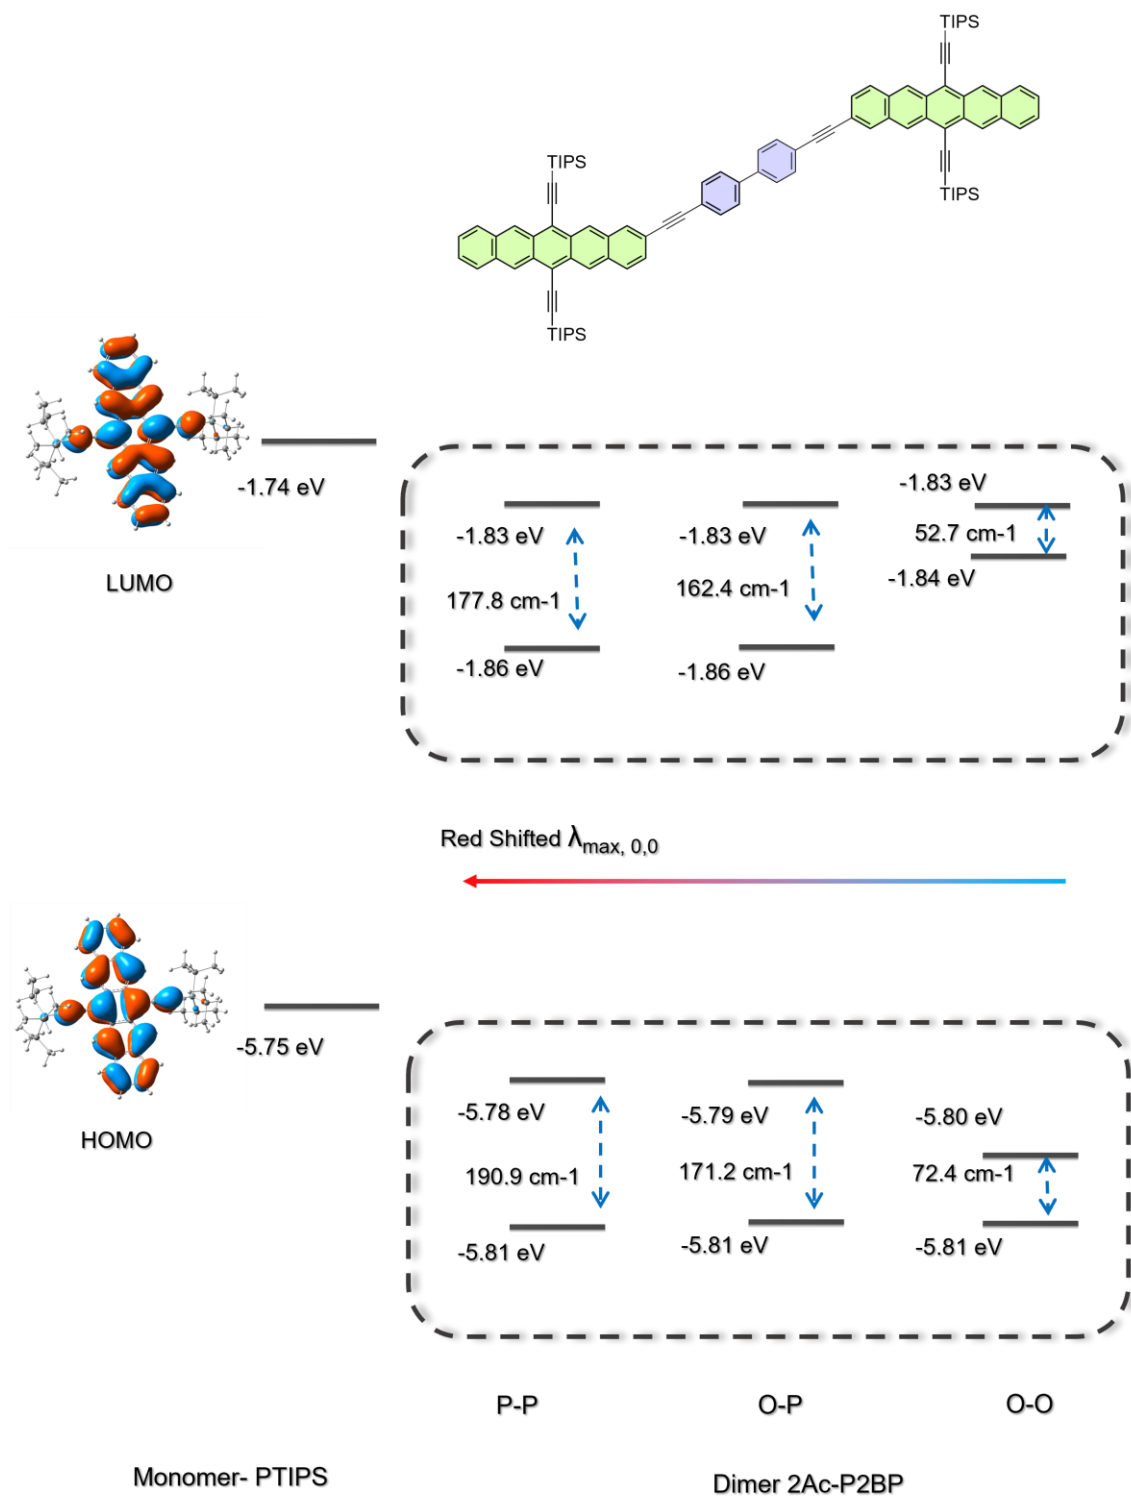 TIPS
TIPS
TIPS
TIPS
-1.74 eV
LUMO
-1.83 eV
177.8 cm-1
-1.86 eV
-1.83 eV
162.4 cm-1
-1.86 eV
-1.83 eV
52.7 cm-1
-1.84 eV
Red Shifted λmax, 0,0
-5.75 eV
HOMO
-5.78 eV
190.9 cm-1
-5.81 eV
-5.79 eV
171.2 cm-1
-5.81 eV
-5.80 eV
72.4 cm-1
-5.81 eV
P-P
O-P
O-O
Monomer- PTIPS
Dimer 2Ac-P2BP